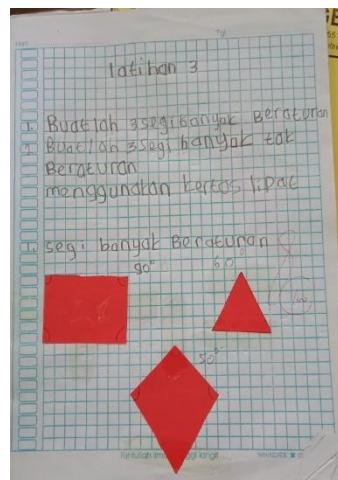 latihan 3
1. Buatlah 3 segi banyak Beraturan
2. Buatlah 3 segi banyak tak
Beraturan
menggunakan kertas lipat
1. segi banyak Beraturan
90°
60°
50°
100